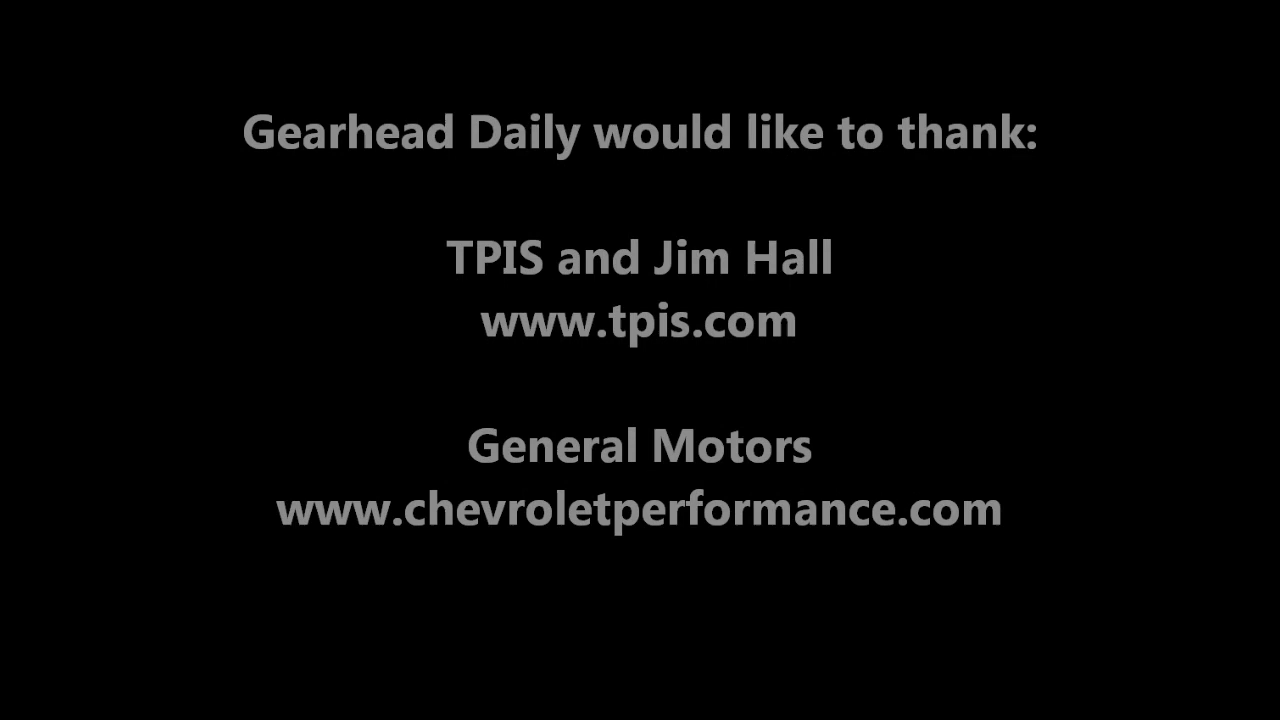 Gearhead Daily would like to thank:
TPIS and Jim Hall
www.tpis.com
General Motors
www.chevroletperformance.com